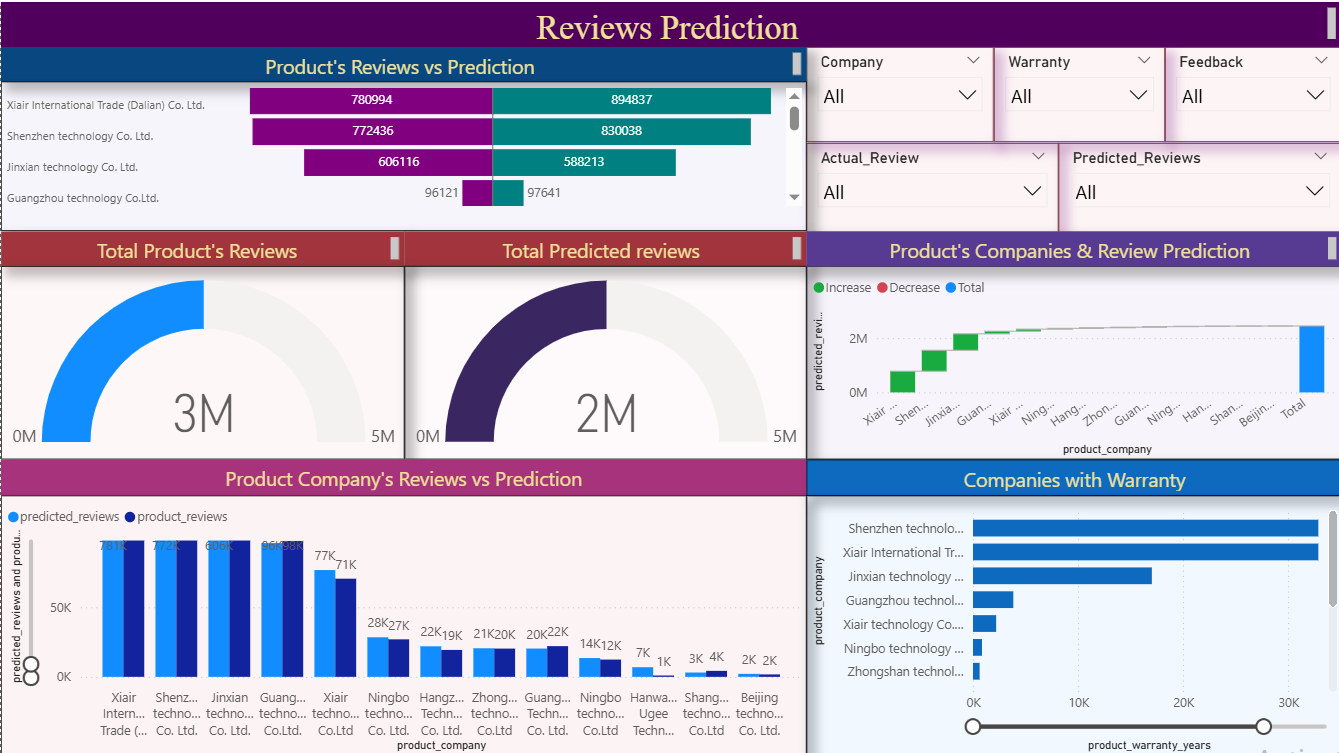 Reviews Prediction
Product's Reviews vs Prediction
Xiair International Trade (Dalian) Co. Ltd.
780994
894837
Shenzhen technology Co. Ltd.
772436
830038
Jinxian technology Co. Ltd.
606116
588213
Guangzhou technology Co.Ltd.
96121
97641
Company
All
Warranty
All
Feedback
All
Actual_Review
All
Predicted_Reviews
All
Total Product's Reviews
0M
3M
5M
Total Predicted reviews
0M
2M
5M
Product's Companies & Review Prediction
Increase
Decrease
Total
predicted_revi...
2M
0M
Xiair ...
Shen...
Jinxia...
Guan...
Xiair ...
Ning...
Hang...
Zhon...
Guan...
Ning...
Han...
Shan...
Beijin...
Total
product_company
Product Company's Reviews vs Prediction
predicted_reviews
product_reviews
predicted_reviews and produ...
50K
0K
781K
772K
606K
96K
98K
77K
71K
28K
27K
22K
19K
21K
20K
20K
22K
14K
12K
7K
1K
3K
4K
2K
2K
Xiair
Intern...
Trade (...
Shenz...
techno...
Co. Ltd.
Jinxian
techno...
Co. Ltd.
Guang...
techno...
Co. Ltd.
Xiair
techno...
Co.Ltd
Ningbo
techno...
Co. Ltd.
Hangz...
Techn...
Co. Ltd.
Zhong...
techno...
Co.Ltd
Guang...
Techn...
Co. Ltd.
Ningbo
techno...
Co.Ltd
Hanwa...
Ugee
Techn...
Shang...
techno...
Co.Ltd
Beijing
techno...
Co. Ltd.
product_company
Companies with Warranty
product_company
Shenzhen technolo...
Xiair International Tr...
Jinxian technology ...
Guangzhou technol...
Xiair technology Co....
Ningbo technology ...
Zhongshan technol...
0K
10K
20K
30K
product_warranty_years